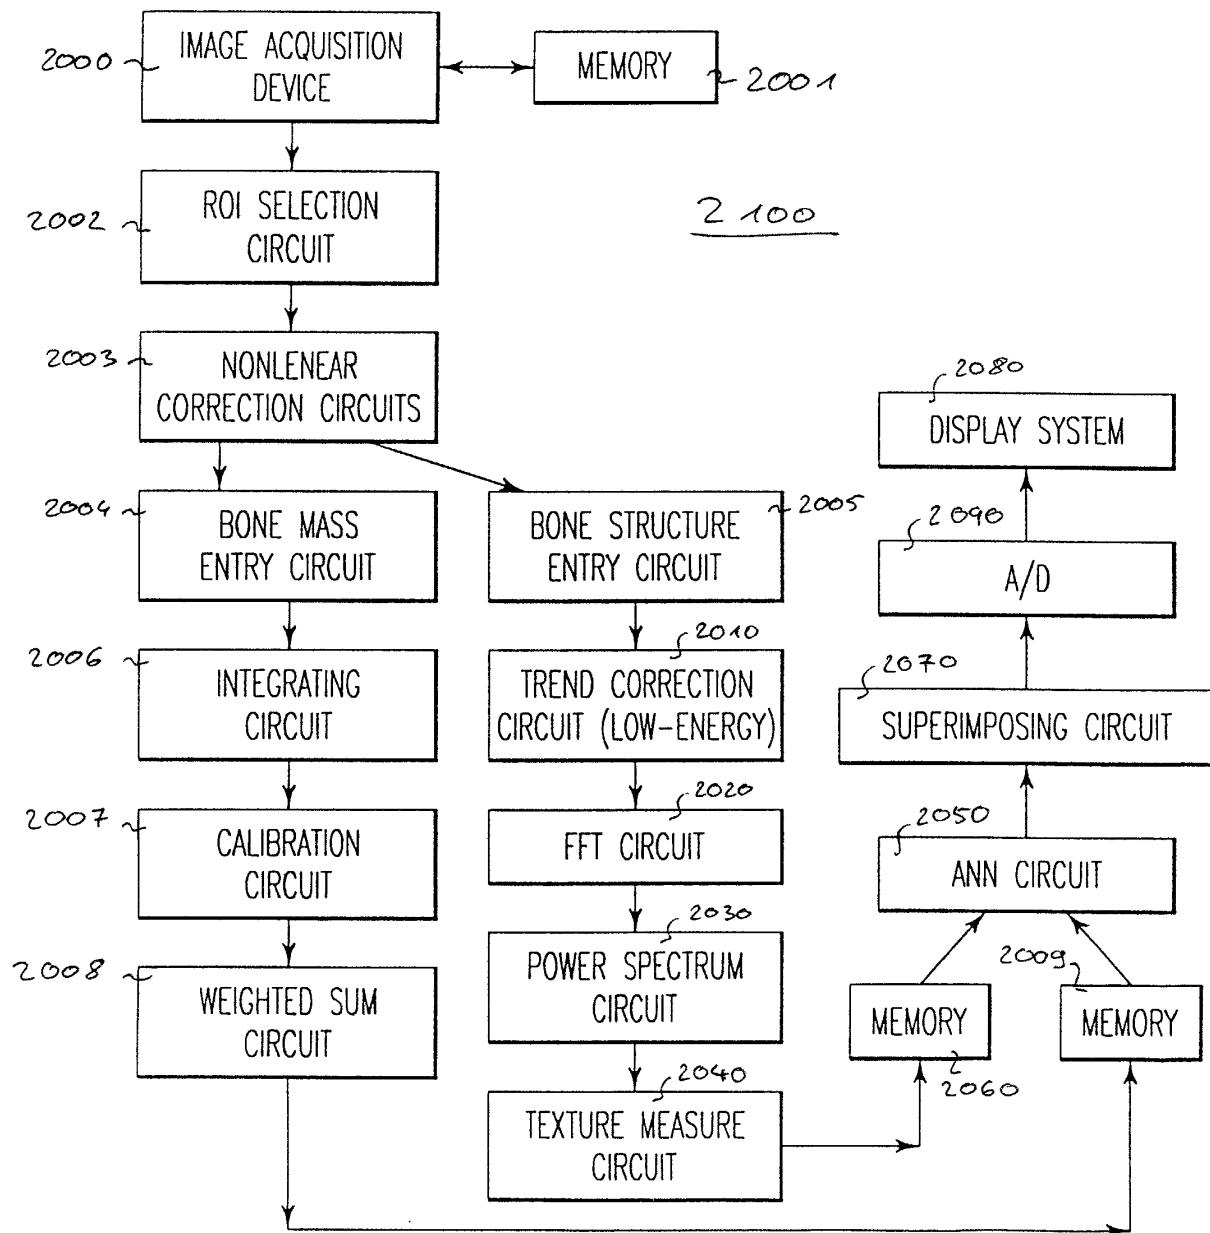 2000
IMAGE ACQUISITION
DEVICE
MEMORY
2001
2002
ROI SELECTION
CIRCUIT
2100
2003
NONLENEAR
CORRECTION CIRCUITS
2080
DISPLAY SYSTEM
2004
BONE MASS
ENTRY CIRCUIT
2005
BONE STRUCTURE
ENTRY CIRCUIT
2090
A/D
2006
INTEGRATING
CIRCUIT
2010
TREND CORRECTION
CIRCUIT (LOW-ENERGY)
2070
SUPERIMPOSING CIRCUIT
2007
CALIBRATION
CIRCUIT
2020
FFT CIRCUIT
2050
ANN CIRCUIT
2008
WEIGHTED SUM
CIRCUIT
2030
POWER SPECTRUM
CIRCUIT
2009
MEMORY
MEMORY
2060
2040
TEXTURE MEASURE
CIRCUIT